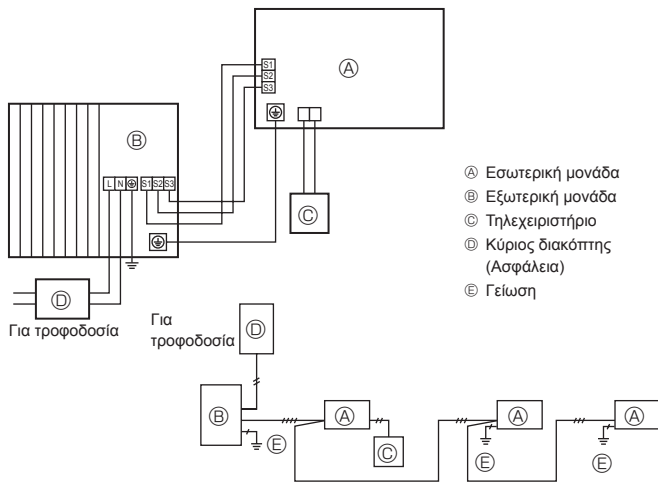 S1
S2
S3
Ⓐ
Ⓑ
L N S1 S2 S3
Ⓒ
Ⓓ
Για τροφοδοσία
Ⓐ Εσωτερική μονάδα
Ⓑ Εξωτερική μονάδα
Ⓒ Τηλεχειριστήριο
Ⓓ Κύριος διακόπτης
(Ασφάλεια)
Ⓔ Γείωση
Για
τροφοδοσία
Ⓓ
Ⓑ
Ⓔ
Ⓐ
Ⓒ
Ⓐ
Ⓔ
Ⓐ
Ⓔ